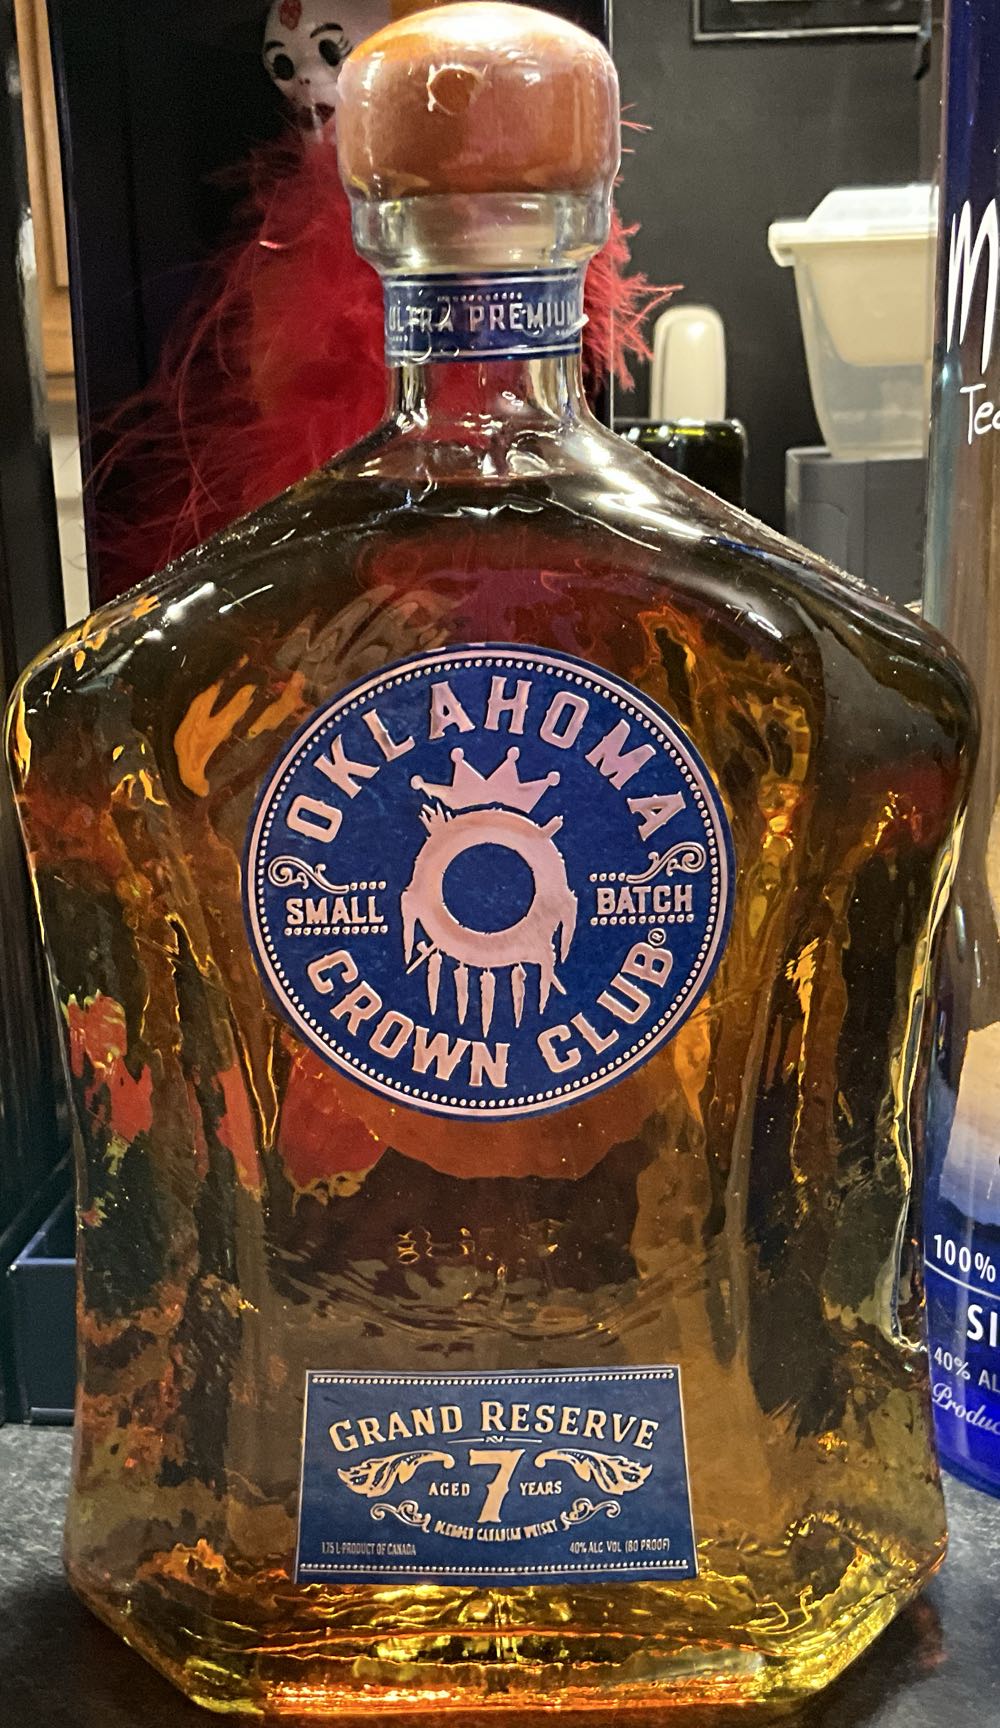 ULTRA PREMIUM
OKLAHOMA
SMALL BATCH
CROWN CLUB®
GRAND RESERVE
AGED 7 YEARS
BLENDED CANADIAN WHISKY
1.75 L-PRODUCT OF CANADA
40% ALC VOL (80 PROOF)
100%
40%